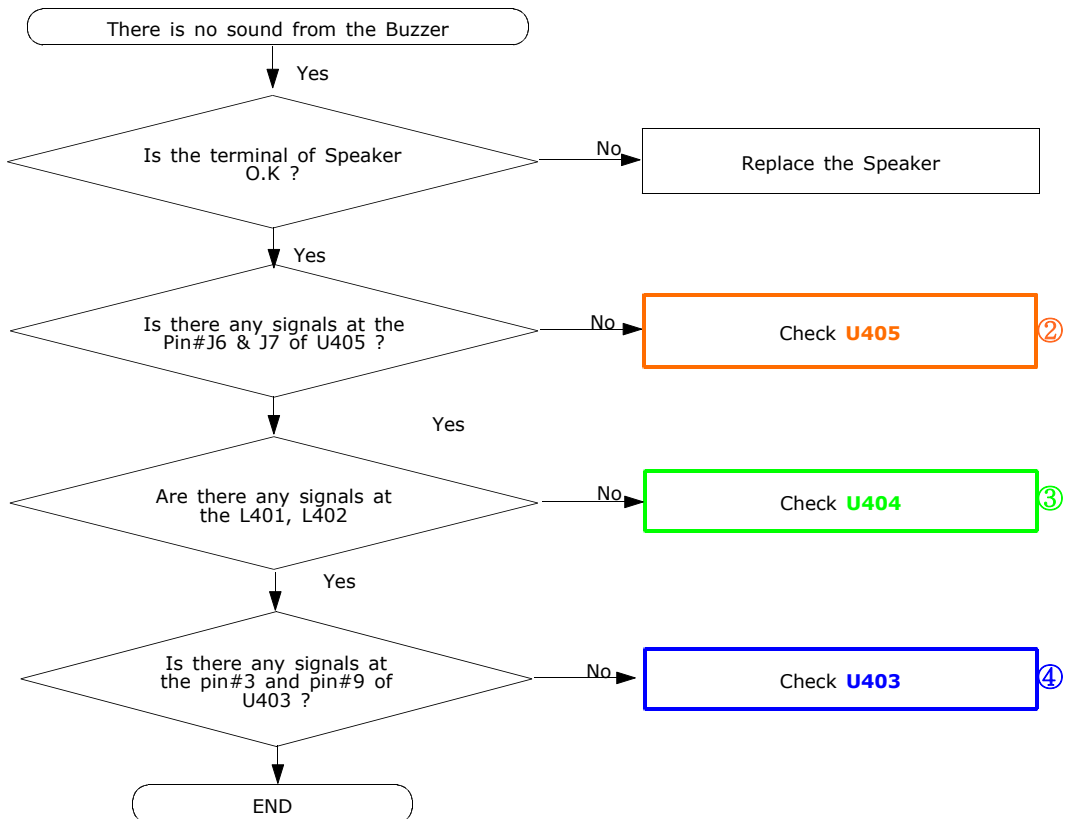 There is no sound from the Buzzer
Yes
Is the terminal of Speaker
O.K ?
No
Replace the Speaker
Yes
Is there any signals at the
Pin#J6 & J7 of U405 ?
No
Check U405
②
Yes
Are there any signals at
the L401, L402
No
Check U404
③
Yes
Is there any signals at
the pin#3 and pin#9 of
U403 ?
No
Check U403
④
END